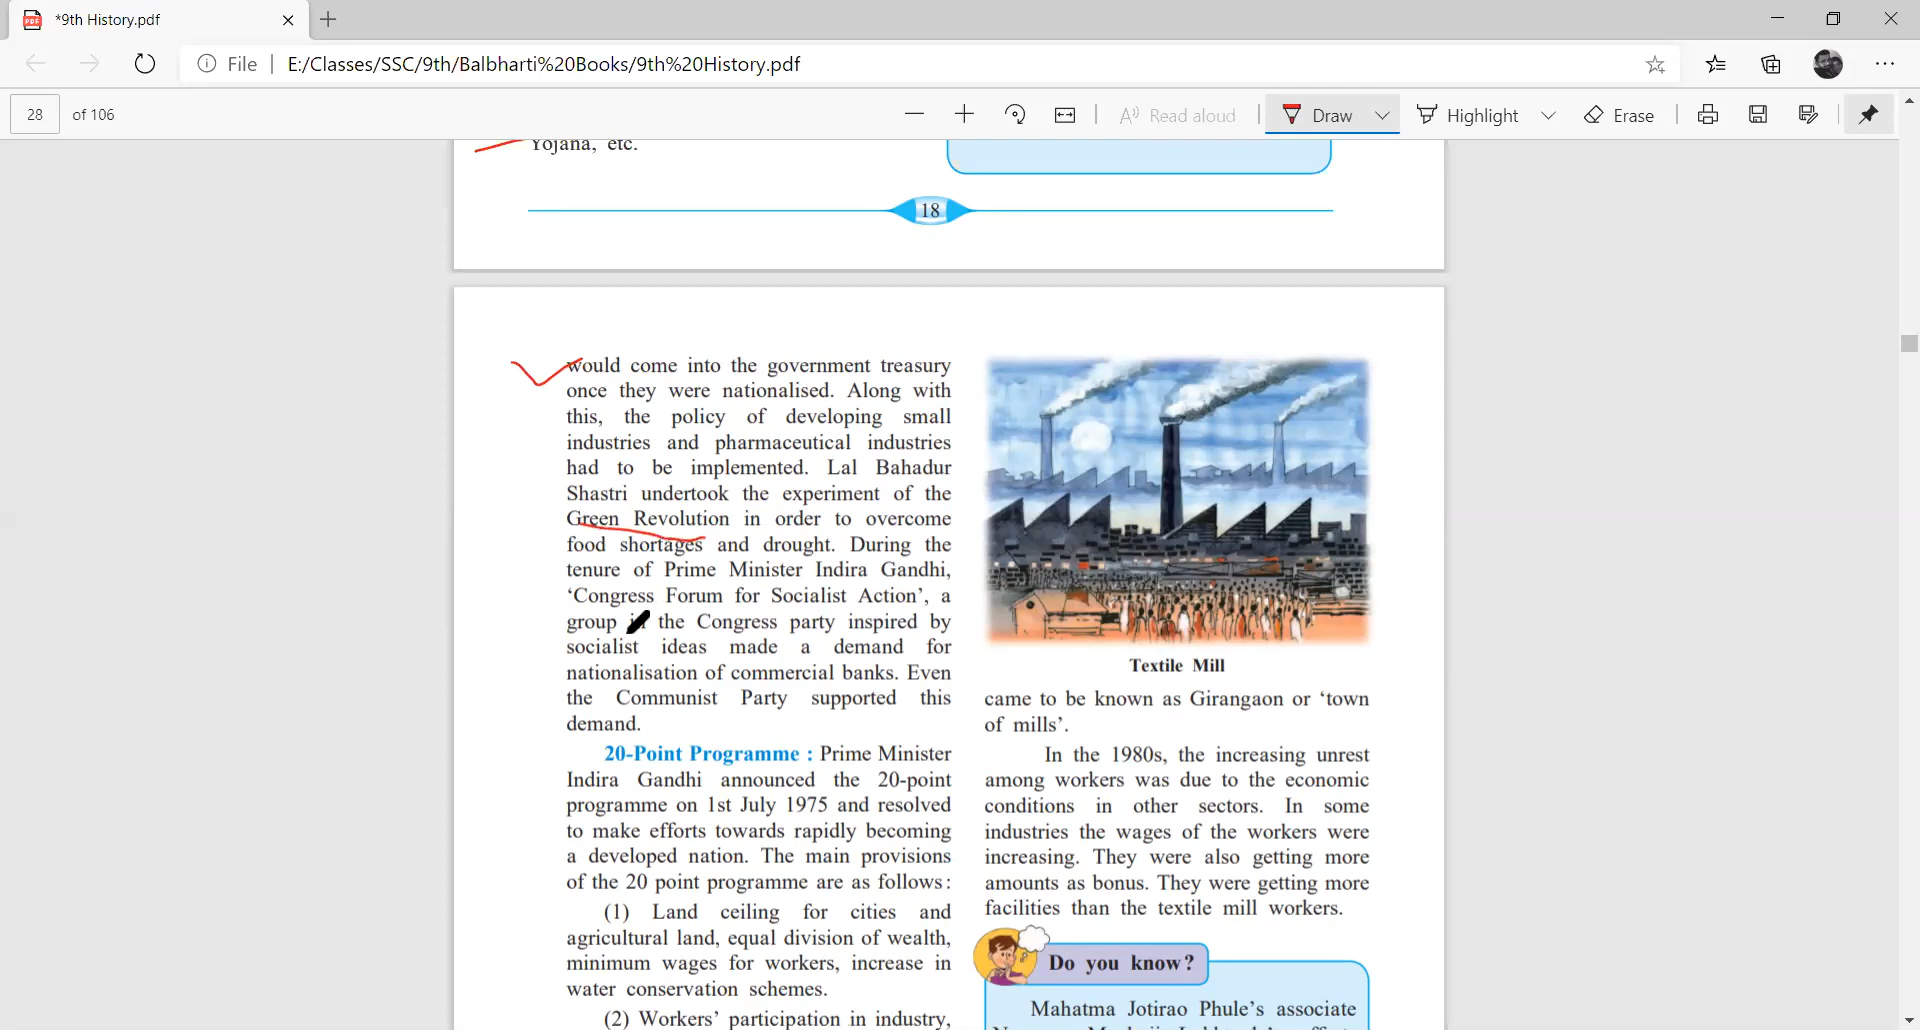 *9th History.pdf
File
E:/Classes/SSC/9th/Balbharti%20Books/9th%20History.pdf
28 of 106
Read aloud
Draw
Highlight
Erase
Yojana, etc.
18
would come into the government treasury
once they were nationalised. Along with
this, the policy of developing small
industries and pharmaceutical industries
had to be implemented. Lal Bahadur
Shastri undertook the experiment of the
Green Revolution in order to overcome
food shortages and drought. During the
tenure of Prime Minister Indira Gandhi,
‘Congress Forum for Socialist Action’, a
group in the Congress party inspired by
socialist ideas made a demand for
nationalisation of commercial banks. Even
the Communist Party supported this
demand.
20-Point Programme : Prime Minister
Indira Gandhi announced the 20-point
programme on 1st July 1975 and resolved
to make efforts towards rapidly becoming
a developed nation. The main provisions
of the 20 point programme are as follows :
(1) Land ceiling for cities and
agricultural land, equal division of wealth,
minimum wages for workers, increase in
water conservation schemes.
(2) Workers’ participation in industry,
Textile Mill
came to be known as Girangaon or ‘town
of mills’.
In the 1980s, the increasing unrest
among workers was due to the economic
conditions in other sectors. In some
industries the wages of the workers were
increasing. They were also getting more
amounts as bonus. They were getting more
facilities than the textile mill workers.
Do you know?
Mahatma Jotirao Phule’s associate